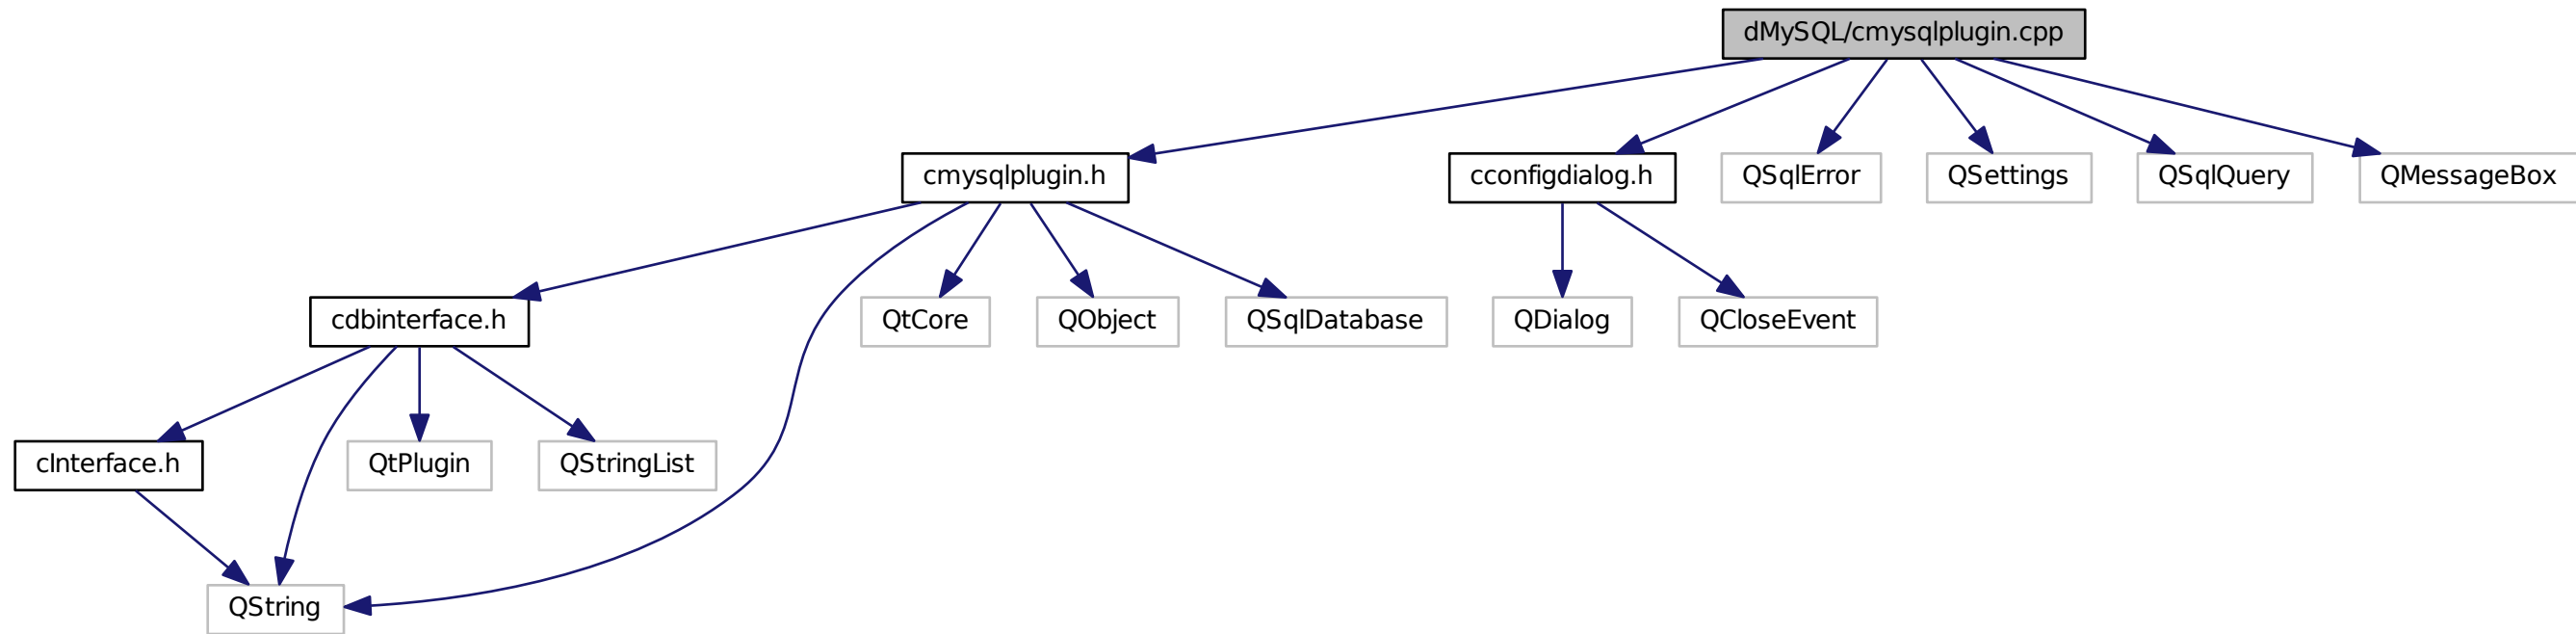 dMySQL/cmysqlplugin.cpp
cmysqlplugin.h
cconfigdialog.h
QSqlError
QSettings
QSqlQuery
QMessageBox
cdbinterface.h
QtCore
QObject
QSqlDatabase
QDialog
QCloseEvent
cInterface.h
QtPlugin
QStringList
QString